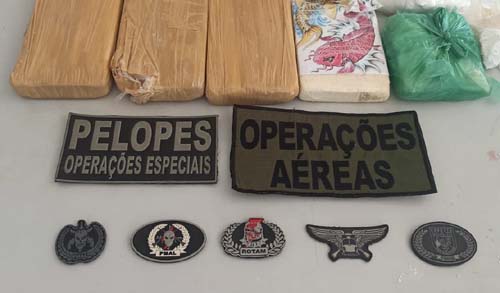 PELOPES
OPERAÇÕES ESPECIAIS
OPERAÇÕES
AÉREAS
PMAL
ROTAM